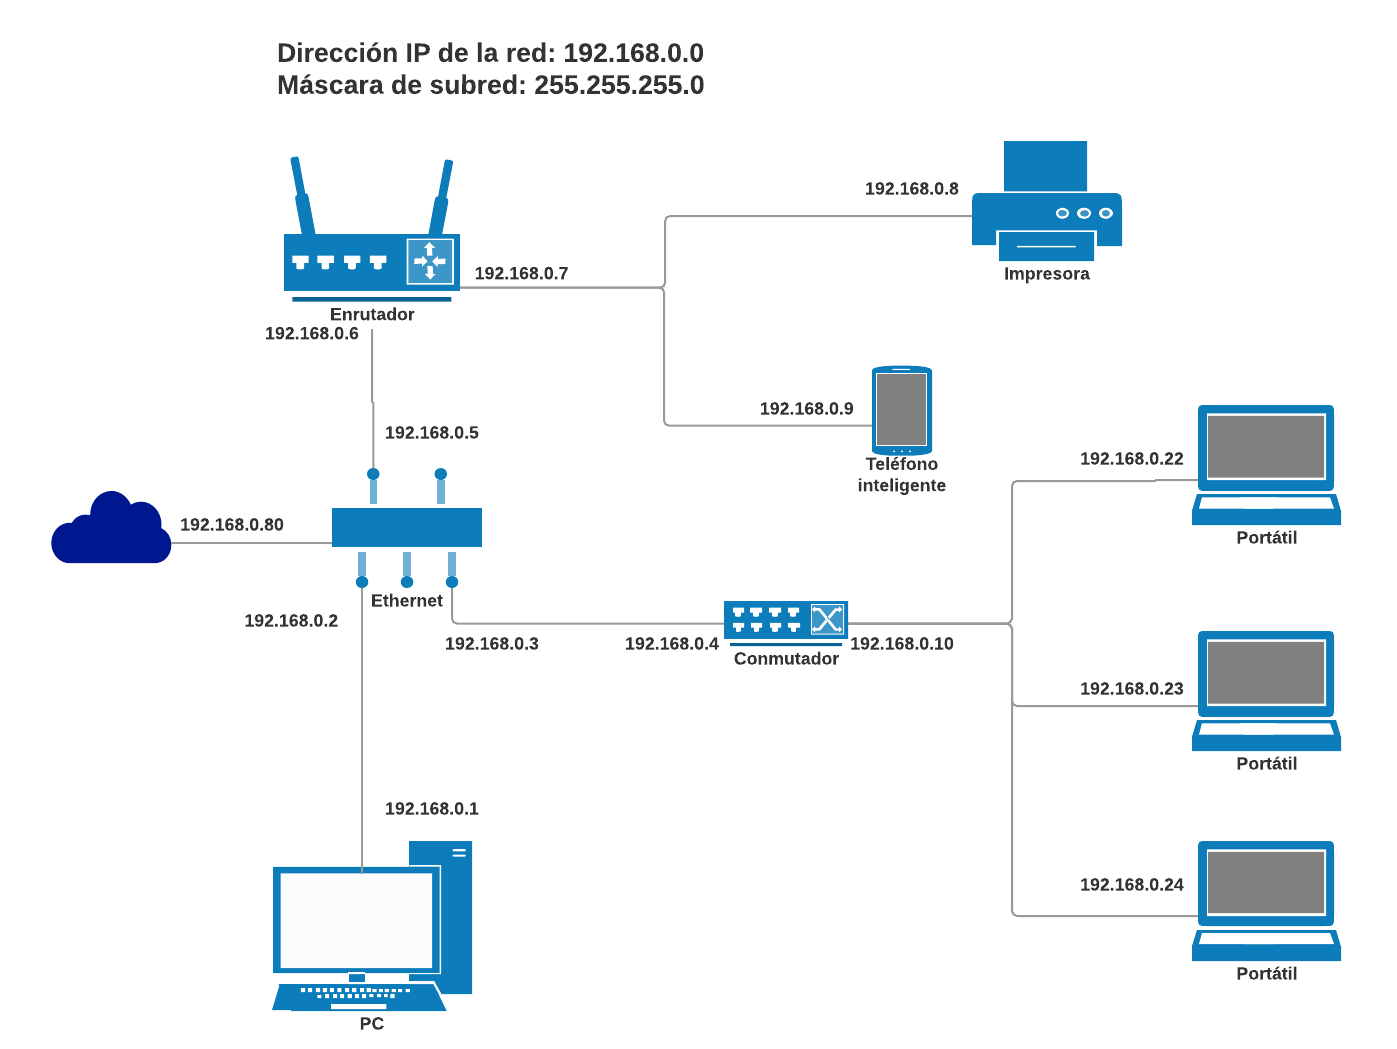 Dirección IP de la red: 192.168.0.0
Máscara de subred: 255.255.255.0
192.168.0.8
Impresora
192.168.0.7
Enrutador
192.168.0.6
192.168.0.9
Teléfono
inteligente
192.168.0.5
192.168.0.22
Portátil
192.168.0.80
Ethernet
192.168.0.2
192.168.0.3
192.168.0.4
Conmutador
192.168.0.10
192.168.0.23
Portátil
192.168.0.1
PC
192.168.0.24
Portátil